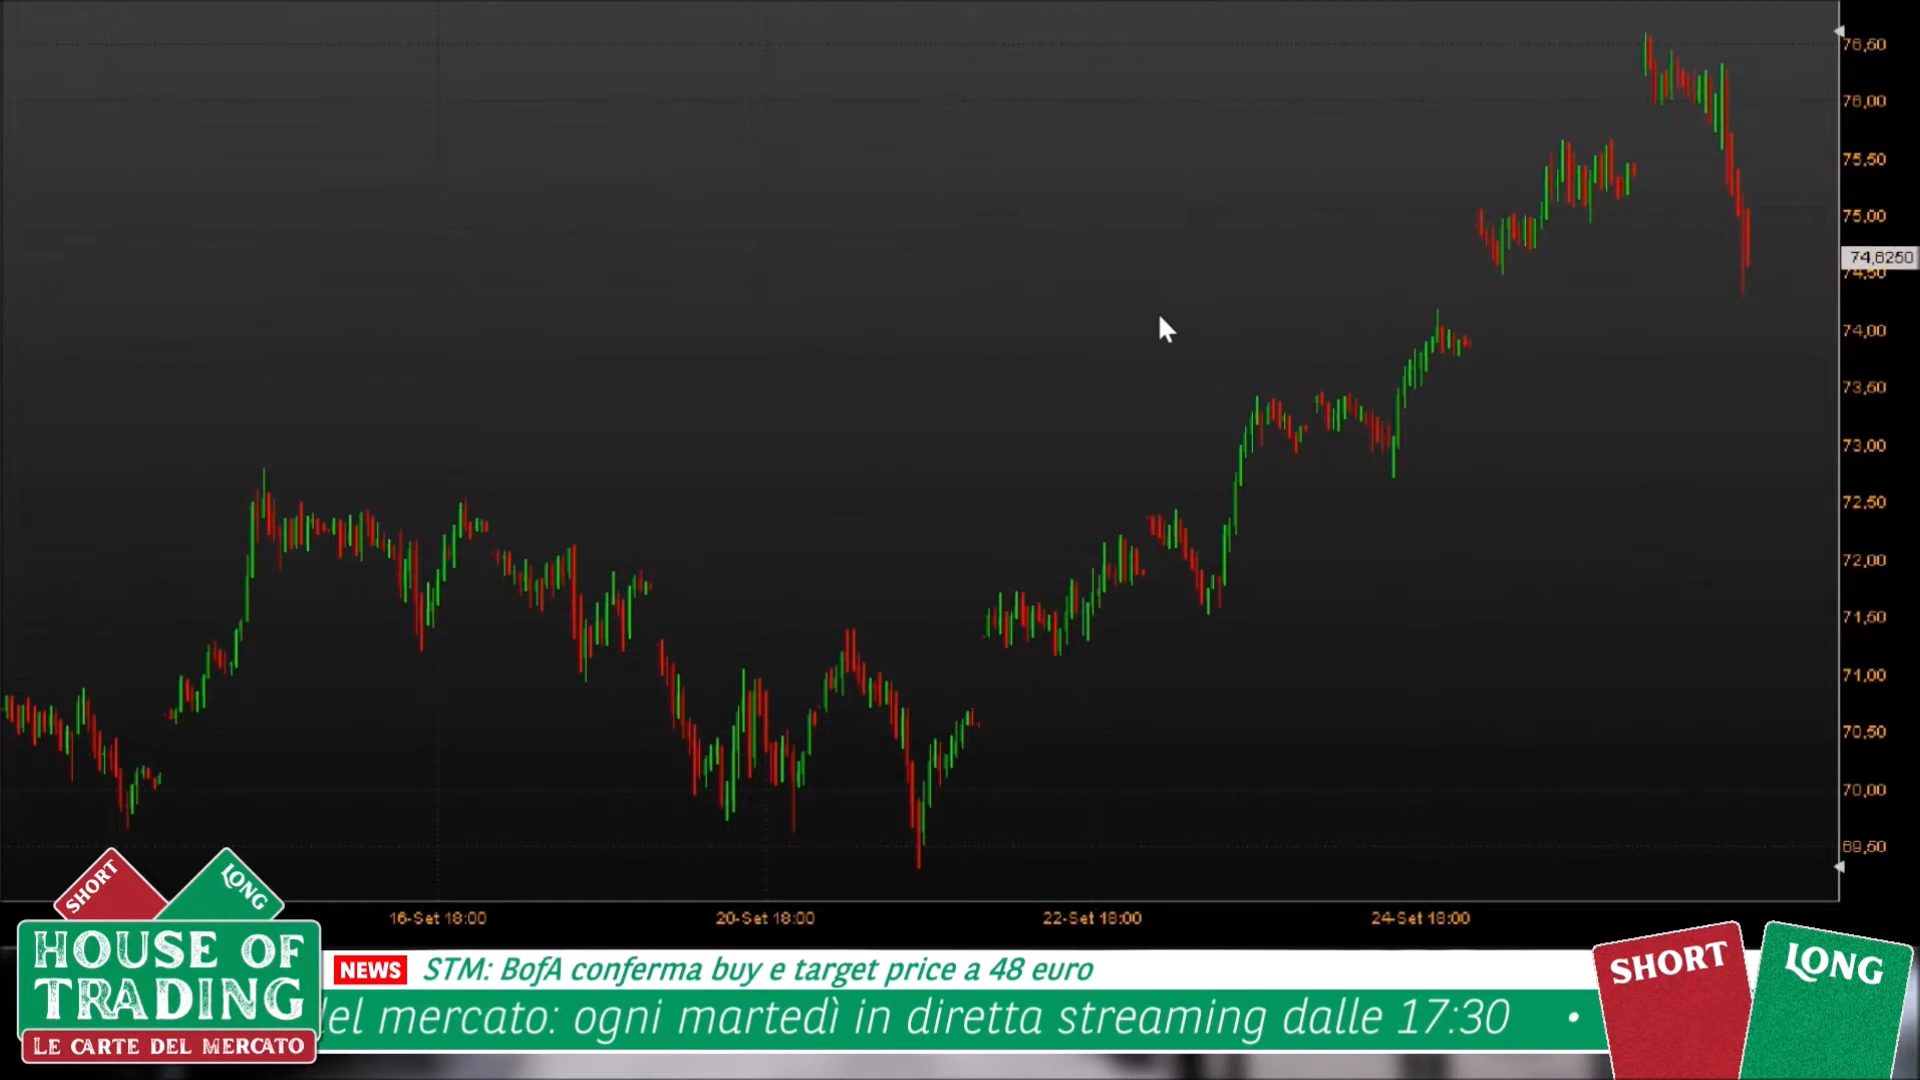 76,50
76,00
75,50
75,00
74,6250
74,50
74,00
73,50
73,00
72,50
72,00
71,50
71,00
70,50
70,00
69,50
16-Set 18:00
20-Set 18:00
22-Set 18:00
24-Set 18:00
SHORT
LONG
HOUSE OF
TRADING
LE CARTE DEL MERCATO
NEWS STM: BofA conferma buy e target price a 48 euro
del mercato: ogni martedì in diretta streaming dalle 17:30 •
SHORT
LONG